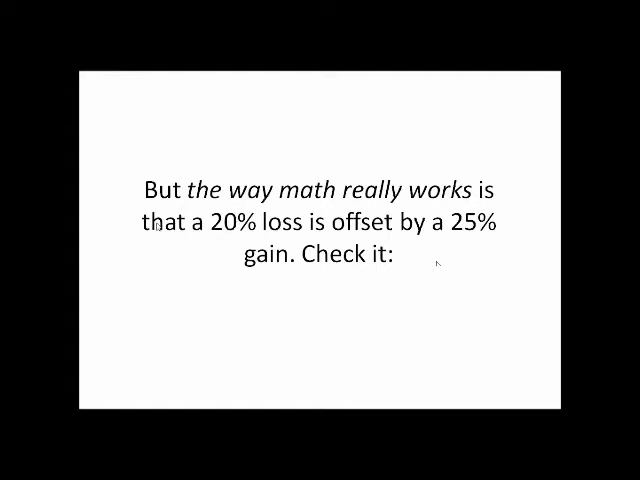 But the way math really works is
that a 20% loss is offset by a 25%
gain. Check it: